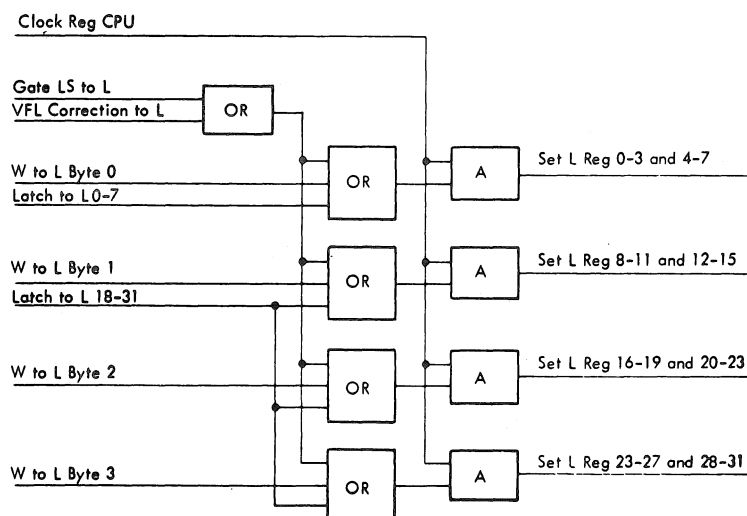 Clock Reg CPU
Gate LS to L
VFL Correction to L
OR
W to L Byte 0
Latch to L 0-7
OR
A
Set L Reg 0-3 and 4-7
W to L Byte 1
Latch to L 18-31
OR
A
Set L Reg 8-11 and 12-15
W to L Byte 2
OR
A
Set L Reg 16-19 and 20-23
W to L Byte 3
OR
A
Set L Reg 23-27 and 28-31